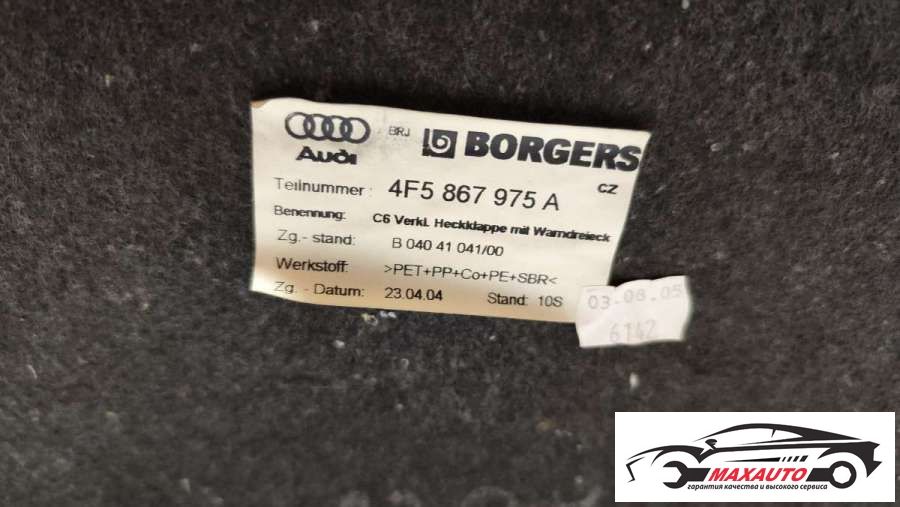 BRJ
BORGERS
Audi
CZ
Teilnummer : 4F5 867 975 A
Benennung: C6 Verkl. Heckklappe mit Warndreieck
Zg.- stand: B 040 41 041/00
Werkstoff: >PET+PP+Co+PE+SBR<
Zg. - Datum: 23.04.04 Stand: 10S
03.08.05
6142
MAXAUTO
гарантия качества и высокого сервиса